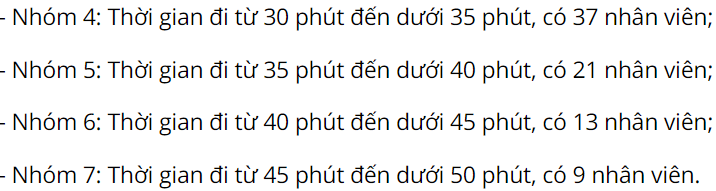 - Nhóm 4: Thời gian đi từ 30 phút đến dưới 35 phút, có 37 nhân viên;
- Nhóm 5: Thời gian đi từ 35 phút đến dưới 40 phút, có 21 nhân viên;
- Nhóm 6: Thời gian đi từ 40 phút đến dưới 45 phút, có 13 nhân viên;
- Nhóm 7: Thời gian đi từ 45 phút đến dưới 50 phút, có 9 nhân viên.